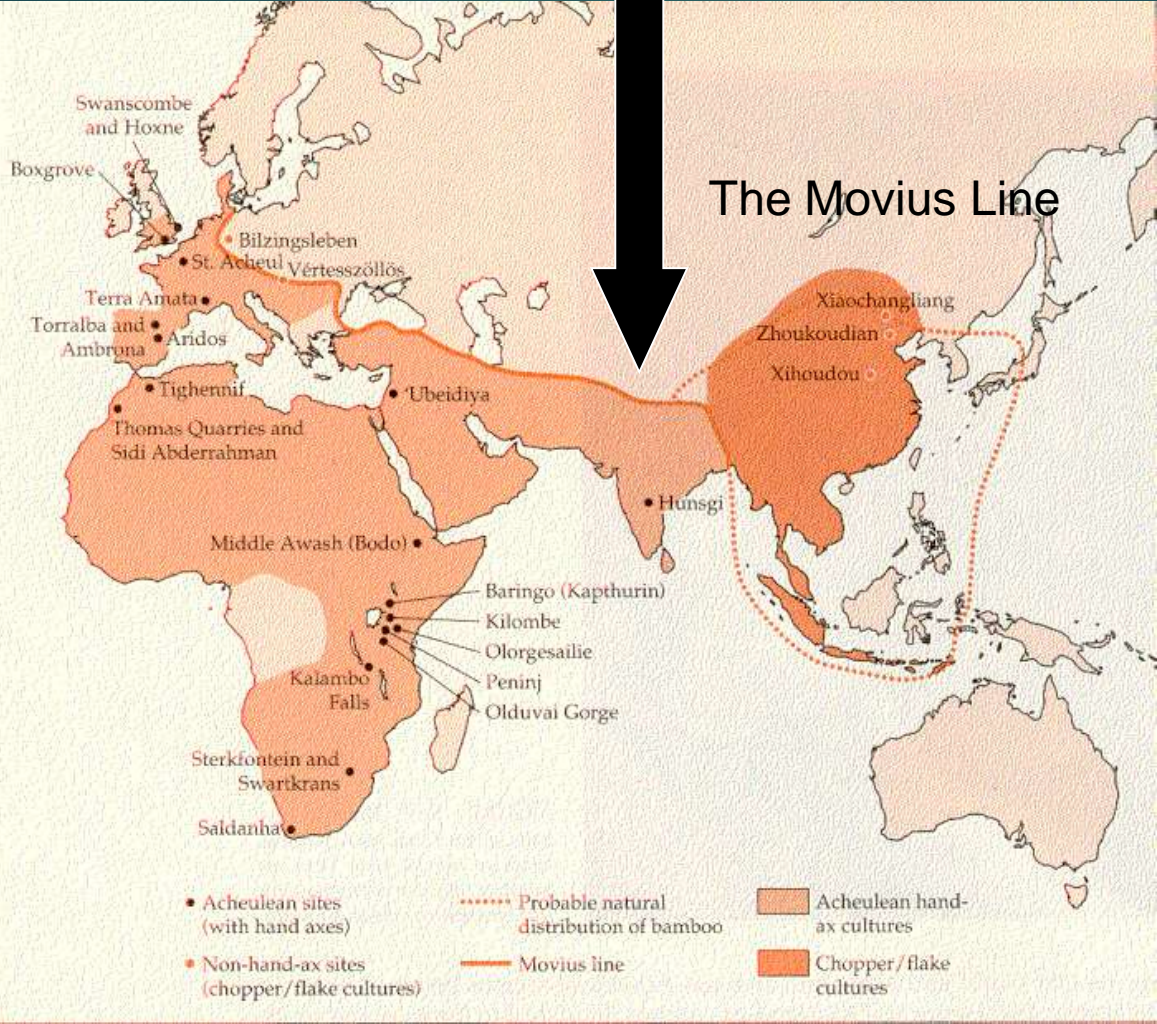 Swanscombe
and Hoxne
Boxgrove
The Movius Line
Bilzingsleben
St. Acheul
Vértesszöllös
Terra Amata
Torralba and
Ambrona
Aridos
Xiaochangliang
Zhoukoudian
Xihoudou
Tighennif
'Ubeidiya
Thomas Quarries and
Sidi Abderrahman
Hunsgi
Middle Awash (Bodo)
Baringo (Kapthurin)
Kilombe
Olorgesailie
Peninj
Olduvai Gorge
Kalambo
Falls
Sterkfontein and
Swartkrans
Saldanha
Acheulean sites
(with hand axes)
Non-hand-ax sites
(chopper/flake cultures)
Probable natural
distribution of bamboo
Movius line
Acheulean hand-
ax cultures
Chopper/flake
cultures